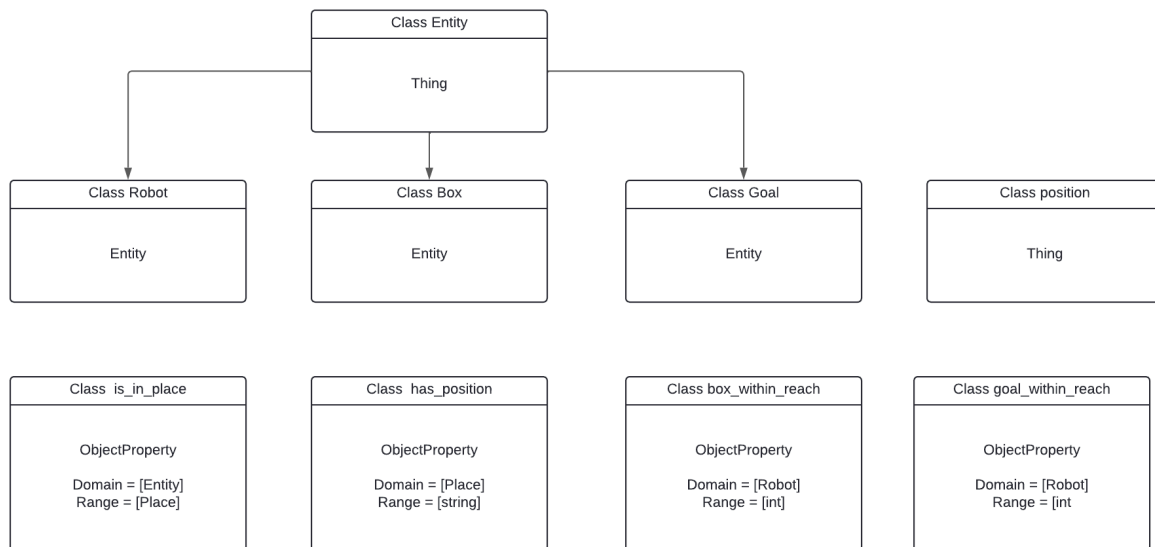 Class Entity
Thing
Class Robot
Entity
Class Box
Entity
Class Goal
Entity
Class position
Thing
Class  is_in_place
ObjectProperty
Domain = [Entity]
Range = [Place]
Class  has_position
ObjectProperty
Domain = [Place]
Range = [string]
Class box_within_reach
ObjectProperty
Domain = [Robot]
Range = [int]
Class goal_within_reach
ObjectProperty
Domain = [Robot]
Range = [int